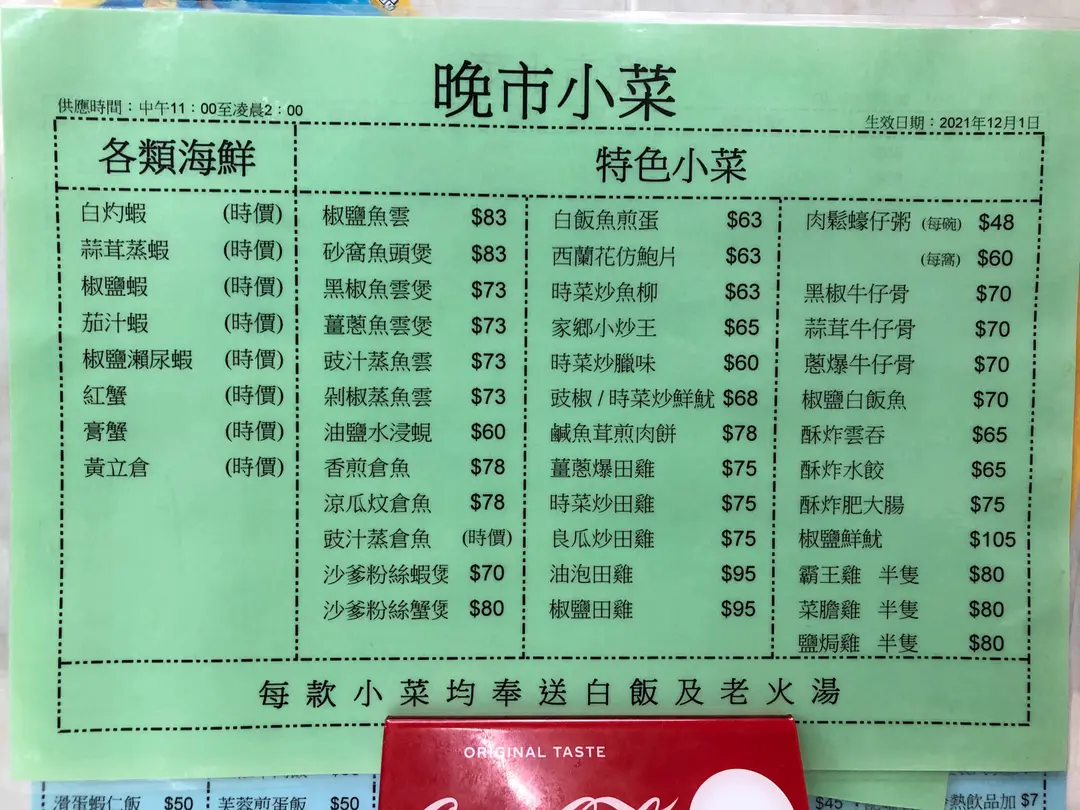 晚市小菜
供應時間：中午11：00至凌晨2：00
生效日期：2021年12月1日
各類海鮮
白灼蝦 (時價)
蒜茸蒸蝦 (時價)
椒鹽蝦 (時價)
茄汁蝦 (時價)
椒鹽瀨尿蝦 (時價)
紅蟹 (時價)
膏蟹 (時價)
黃立倉 (時價)
特色小菜
椒鹽魚雲 $83
砂窩魚頭煲 $83
黑椒魚雲煲 $73
薑蔥魚雲煲 $73
豉汁蒸魚雲 $73
剁椒蒸魚雲 $73
油鹽水浸蜆 $60
香煎倉魚 $78
涼瓜炆倉魚 $78
豉汁蒸倉魚 (時價)
沙爹粉絲蝦煲 $70
沙爹粉絲蟹煲 $80
白飯魚煎蛋 $63
西蘭花仿鮑片 $63
時菜炒魚柳 $63
家鄉小炒王 $65
時菜炒臘味 $60
豉椒 / 時菜炒鮮魷 $68
鹹魚茸煎肉餅 $78
薑蔥爆田雞 $75
時菜炒田雞 $75
良瓜炒田雞 $75
油泡田雞 $95
椒鹽田雞 $95
肉鬆蠔仔粥 (每碗) $48
(每窩) $60
黑椒牛仔骨 $70
蒜茸牛仔骨 $70
蔥爆牛仔骨 $70
椒鹽白飯魚 $70
酥炸雲吞 $65
酥炸水餃 $65
酥炸肥大腸 $75
椒鹽鮮魷 $105
霸王雞 半隻 $80
菜膽雞 半隻 $80
鹽焗雞 半隻 $80
每款小菜均奉送白飯及老火湯
ORIGINAL TASTE
滑蛋蝦仁飯 $50
芙蓉煎蛋飯 $50
$45
熱飲品加 $7